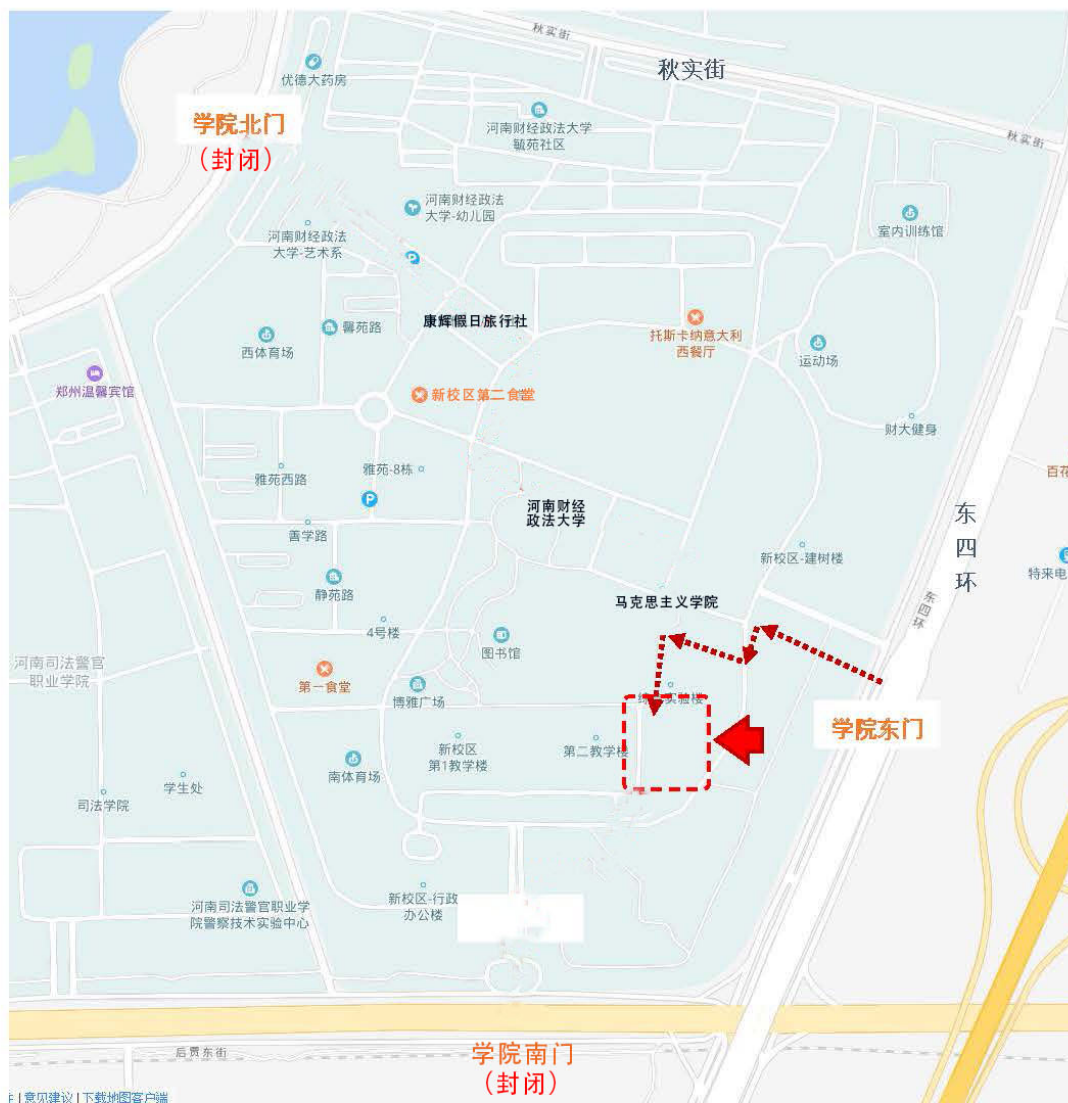 秋实街
秋实街
优德大药房
学院北门
（封闭）
河南财经政法大学
毓苑社区
秋实街
河南财经政法
大学-幼儿园
室内训练馆
河南财经政法
大学-艺术系
P
康辉假日旅行社
馨苑路
西体育场
托斯卡纳意大利
西餐厅
运动场
郑州温馨宾馆
新校区第二食堂
财大健身
雅苑-8栋
雅苑西路
百花
P
河南财经
政法大学
东
四
环
善学路
新校区-建树楼
特来电
静苑路
马克思主义学院
东四环
4号楼
图书馆
河南司法警官
职业学院
第一食堂
博雅广场
实验楼
学院东门
新校区
第1教学楼
第二教学楼
南体育场
学生处
司法学院
新校区-行政
办公楼
河南司法警官职业学
院警察技术实验中心
后贾东街
学院南门
（封闭）
| 意见建议 | 下载地图客户端